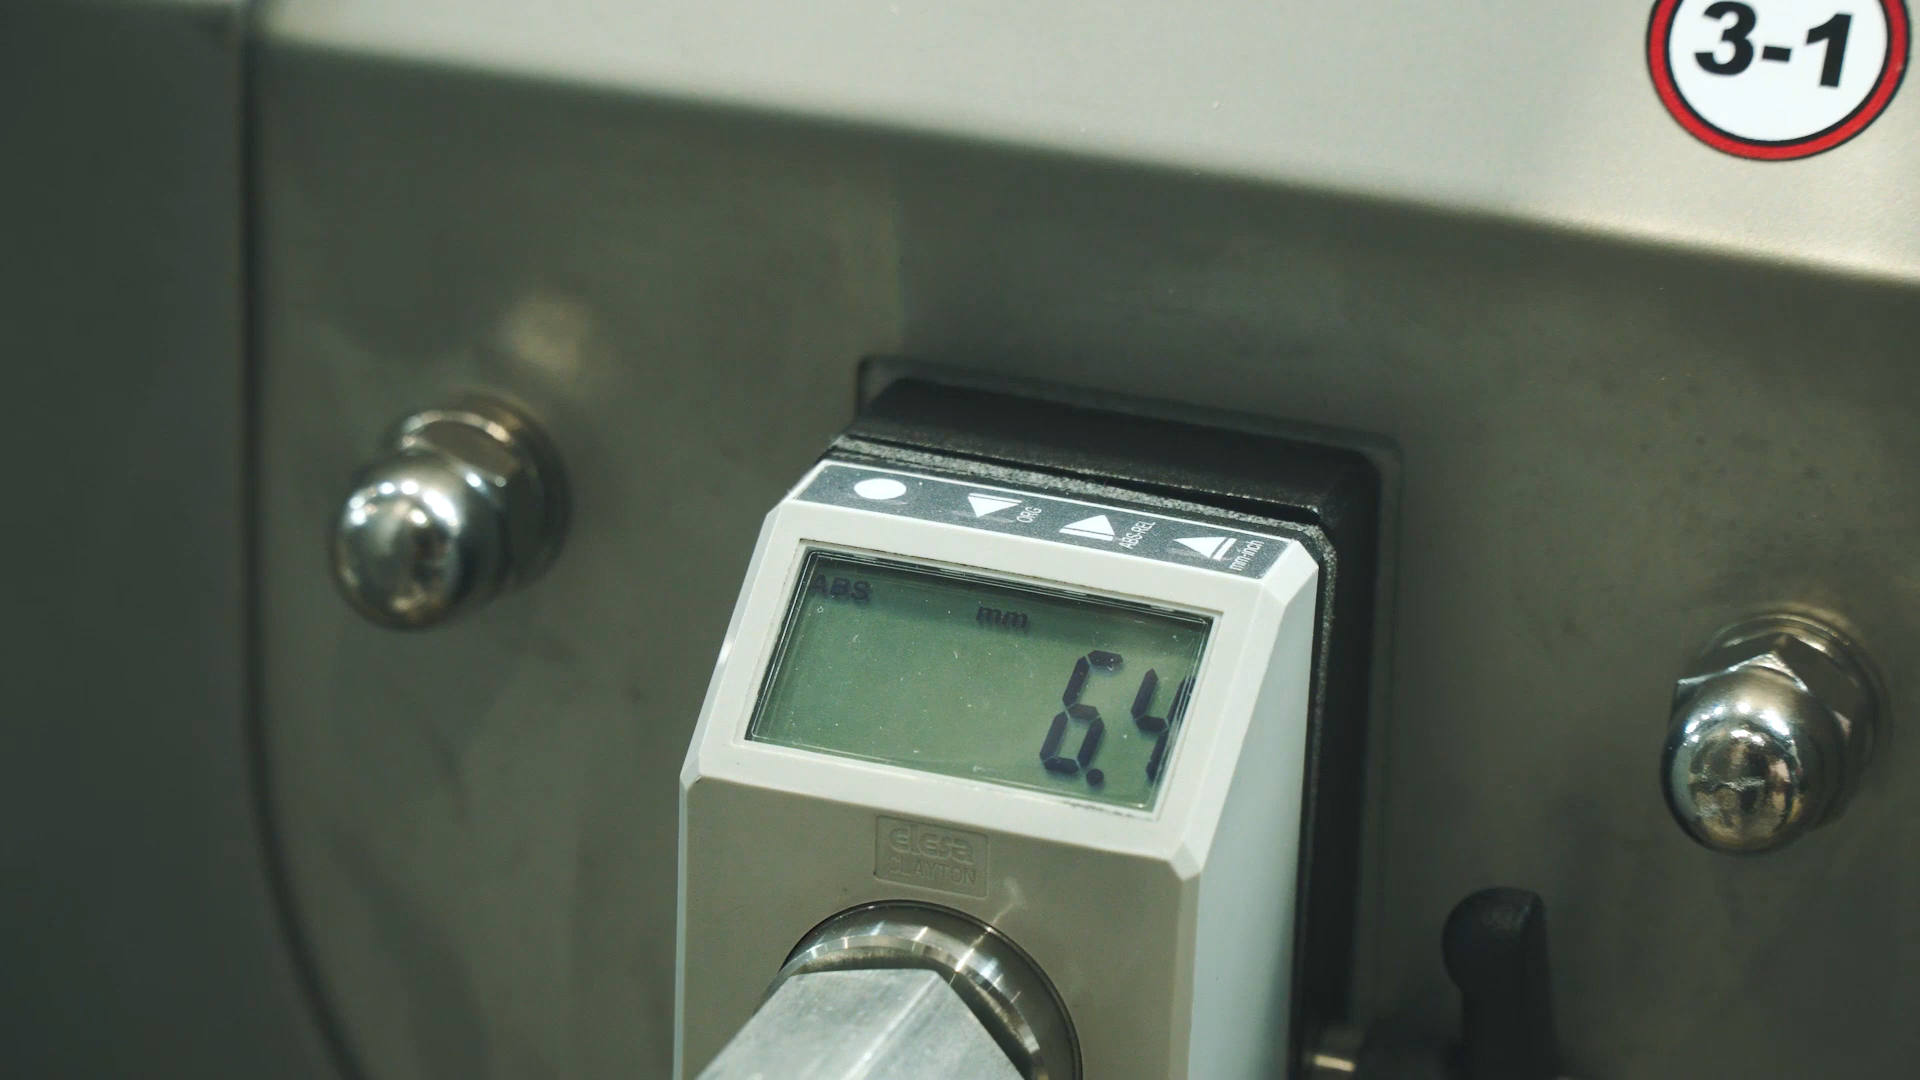 3-1
ORG
ABS-REL
mm-inch
ABS
mm
6.4
elesa
CLAYTON